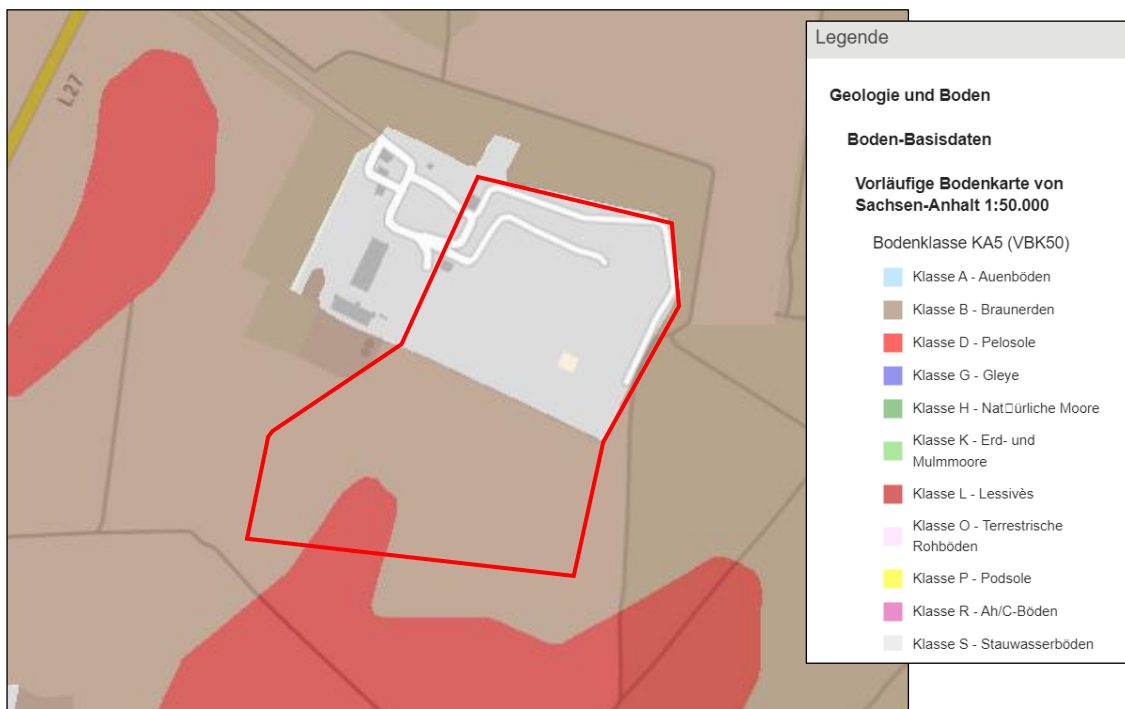 L27
Legende
Geologie und Boden
Boden-Basisdaten
Vorläufige Bodenkarte von
Sachsen-Anhalt 1:50.000
Bodenklasse KA5 (VBK50)
Klasse A - Auenböden
Klasse B - Braunerden
Klasse D - Pelosole
Klasse G - Gleye
Klasse H - Nat□ürliche Moore
Klasse K - Erd- und
Mulmmoore
Klasse L - Lessivès
Klasse O - Terrestrische
Rohböden
Klasse P - Podsole
Klasse R - Ah/C-Böden
Klasse S - Stauwasserböden